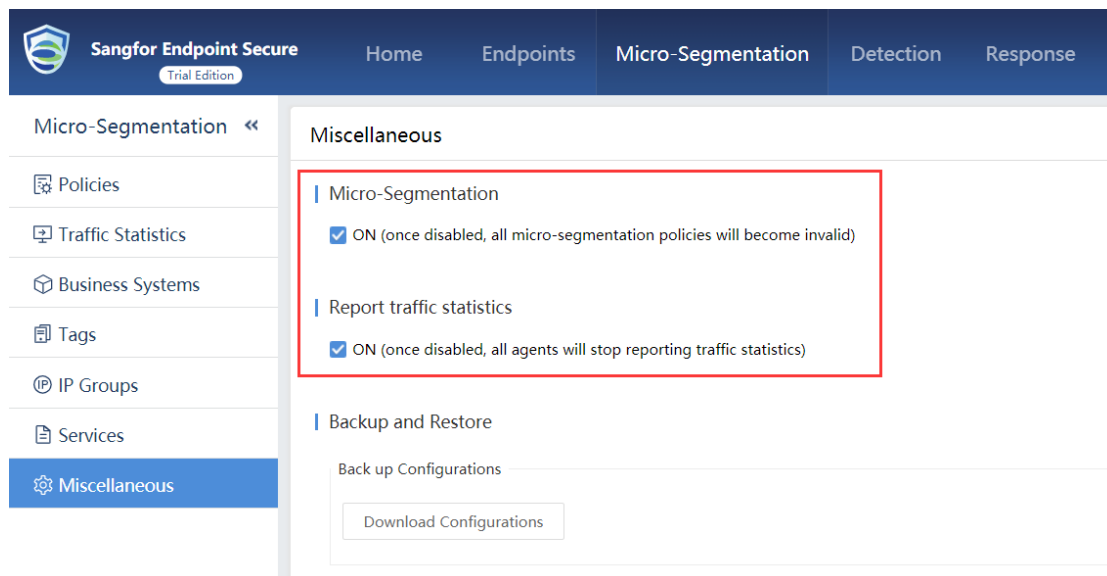 Sangfor Endpoint Secure
Trial Edition
Home
Endpoints
Micro-Segmentation
Detection
Response
Micro-Segmentation
Policies
Traffic Statistics
Business Systems
Tags
IP
IP Groups
Services
Miscellaneous
Miscellaneous
Micro-Segmentation
ON (once disabled, all micro-segmentation policies will become invalid)
Report traffic statistics
ON (once disabled, all agents will stop reporting traffic statistics)
Backup and Restore
Back up Configurations
Download Configurations